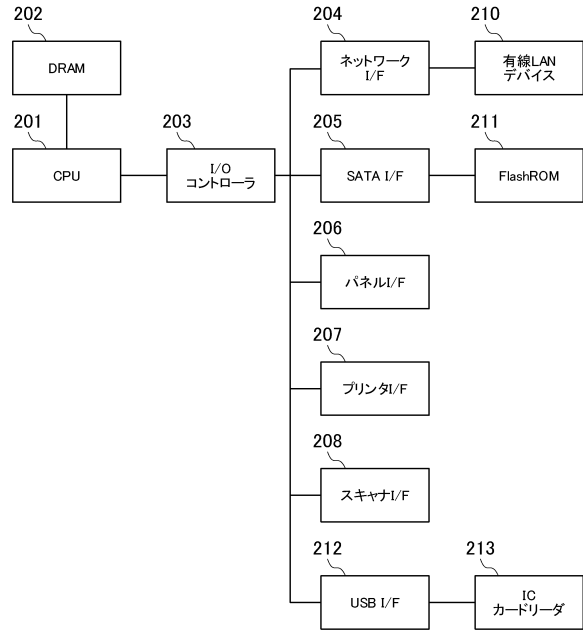 202
DRAM
201
CPU
203
I/O
コントローラ
204
ネットワーク
I/F
210
有線LAN
デバイス
205
SATA I/F
211
FlashROM
206
パネルI/F
207
プリンタI/F
208
スキャナI/F
212
USB I/F
213
IC
カードリーダ